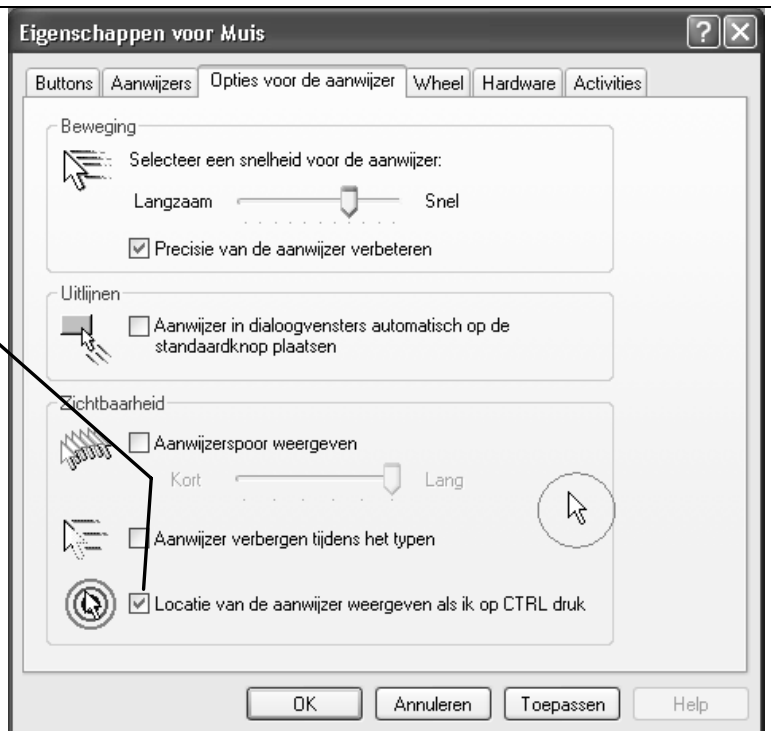 Eigenschappen voor Muis
Buttons Aanwijzers Opties voor de aanwijzer Wheel Hardware Activities
Beweging
Selecteer een snelheid voor de aanwijzer:
Langzaam Snel
Precisie van de aanwijzer verbeteren
Uitlijnen
Aanwijzer in dialoogvensters automatisch op de
standaardknop plaatsen
Zichtbaarheid
Aanwijzerspoor weergeven
Kort Lang
Aanwijzer verbergen tijdens het typen
Locatie van de aanwijzer weergeven als ik op CTRL druk
OK Annuleren Toepassen Help